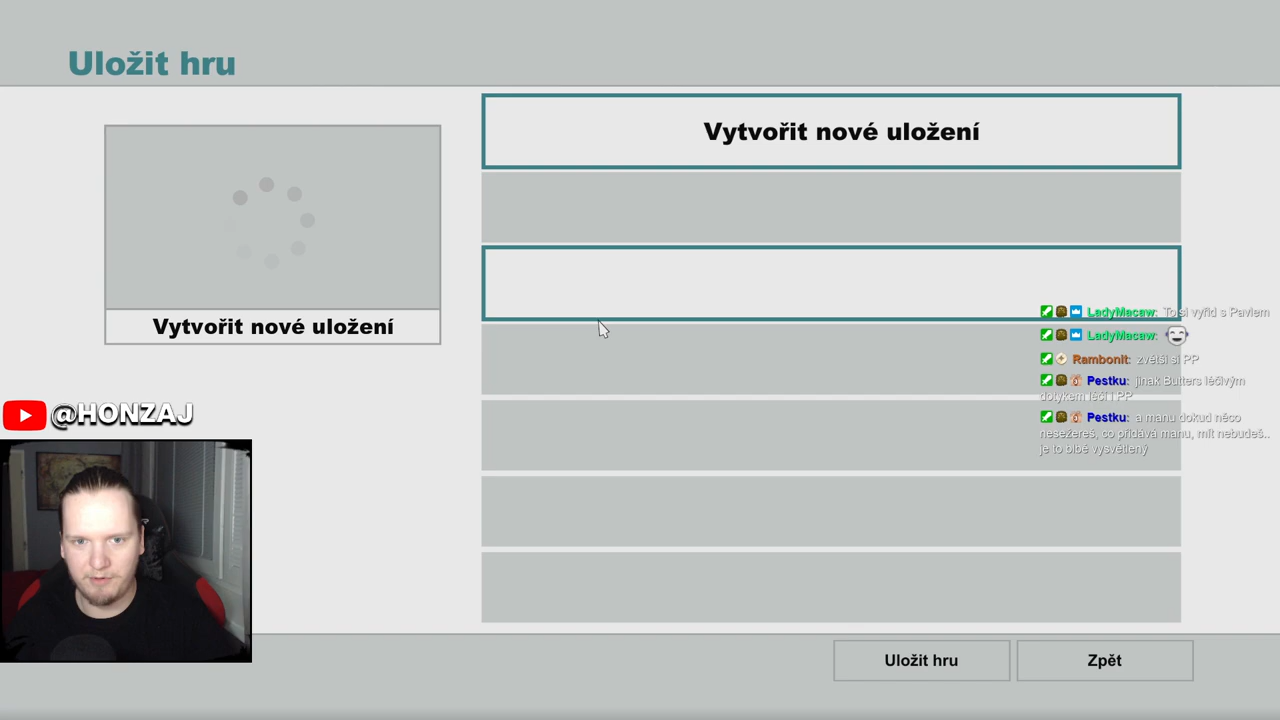 Uložit hru
Vytvořit nové uložení
Vytvořit nové uložení
LadyMacaw: To si vyřiď s Pavlem
LadyMacaw:
Rambonit: zvětši si PP
Pestku: jinak Butters léčivým
dotykem léčí i PP
Pestku: a manu dokud něco
nesežereš, co přidává manu, mít nebudeš..
je to blbě vysvětlený
@HONZAJ
Uložit hru
Zpět